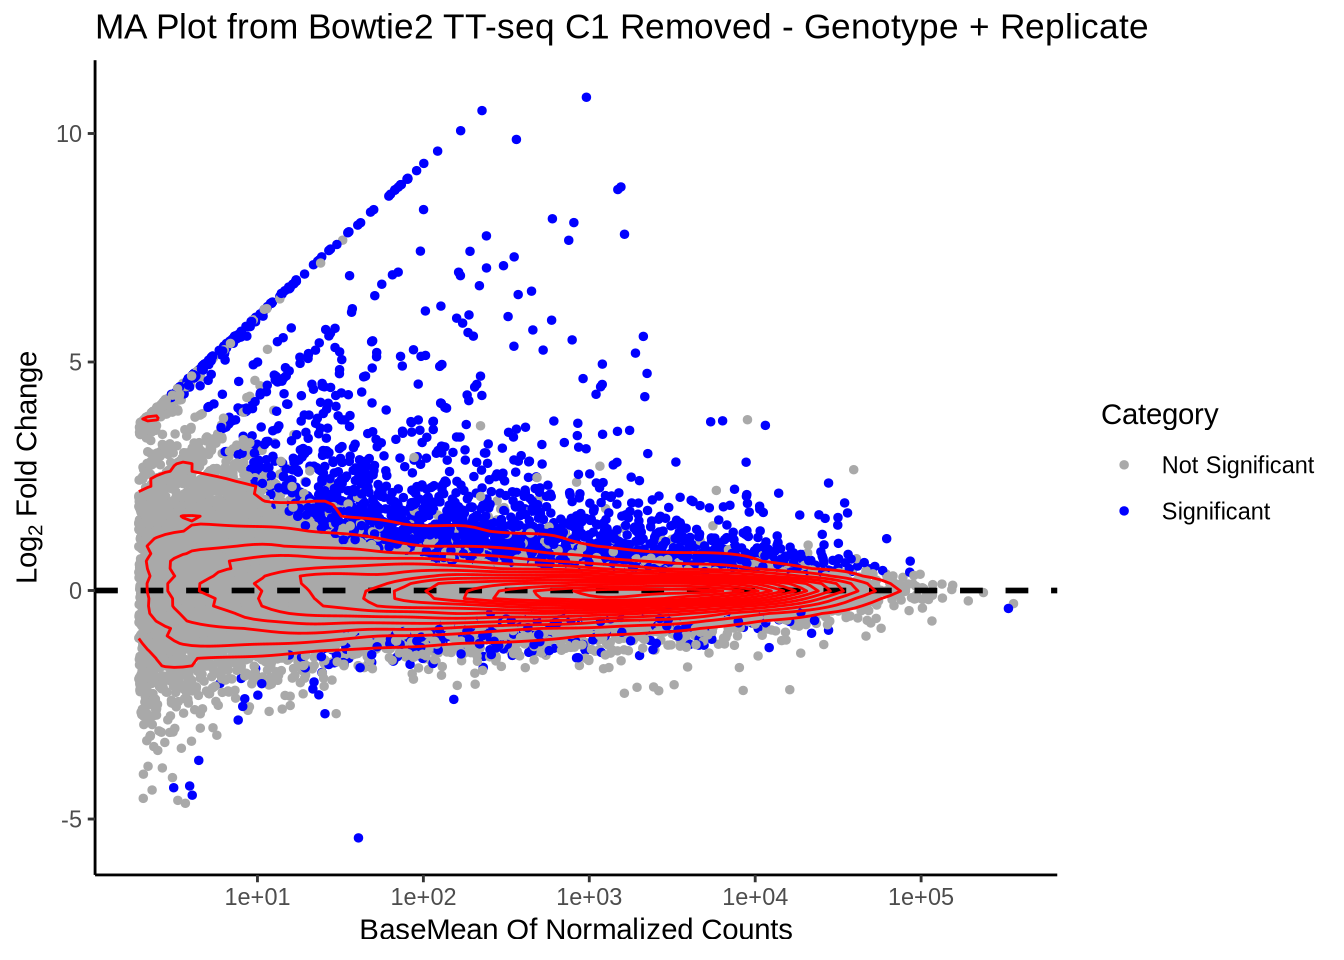 MA Plot from Bowtie2 TT-seq C1 Removed - Genotype + Replicate
10
5
0
-5
Log₂ Fold Change
1e+01
1e+02
1e+03
1e+04
1e+05
BaseMean Of Normalized Counts
Category
Not Significant
Significant